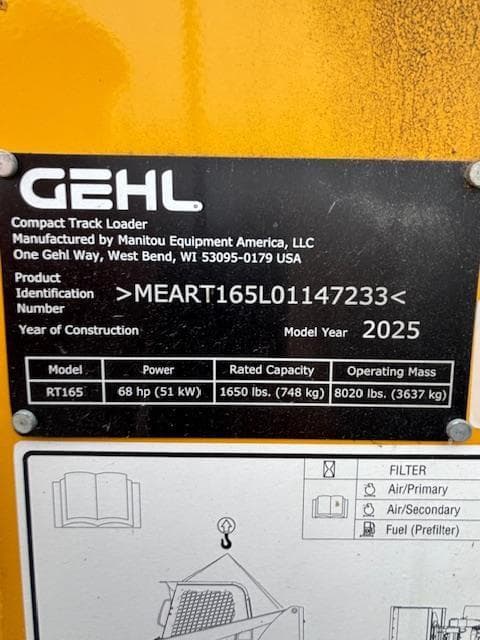 GEHL
Compact Track Loader
Manufactured by Manitou Equipment America, LLC
One Gehl Way, West Bend, WI 53095-0179 USA
Product
Identification >MEART165L01147233<
Number
Year of Construction Model Year 2025
Model Power Rated Capacity Operating Mass
RT165 68 hp (51 kW) 1650 lbs. (748 kg) 8020 lbs. (3637 kg)
FILTER
Air/Primary
Air/Secondary
Fuel (Prefilter)